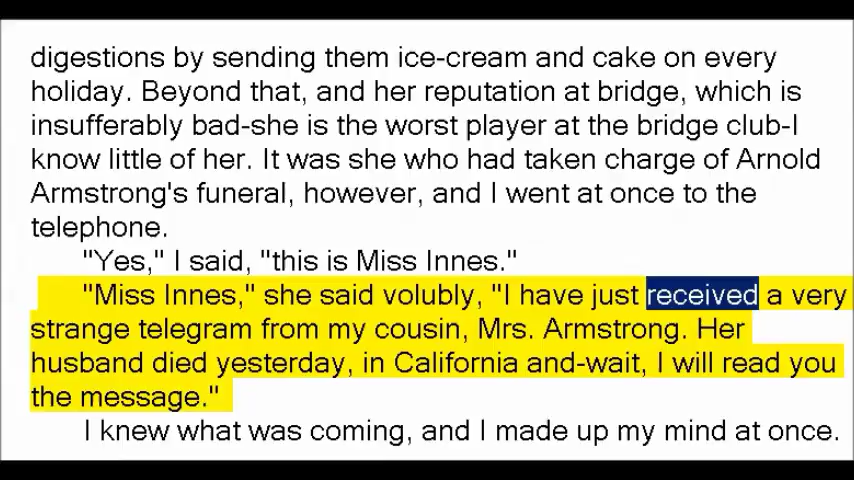 digestions by sending them ice-cream and cake on every
holiday. Beyond that, and her reputation at bridge, which is
insufferably bad-she is the worst player at the bridge club-I
know little of her. It was she who had taken charge of Arnold
Armstrong's funeral, however, and I went at once to the
telephone.
"Yes," I said, "this is Miss Innes."
"Miss Innes," she said volubly, "I have just received a very
strange telegram from my cousin, Mrs. Armstrong. Her
husband died yesterday, in California and-wait, I will read you
the message."
I knew what was coming, and I made up my mind at once.